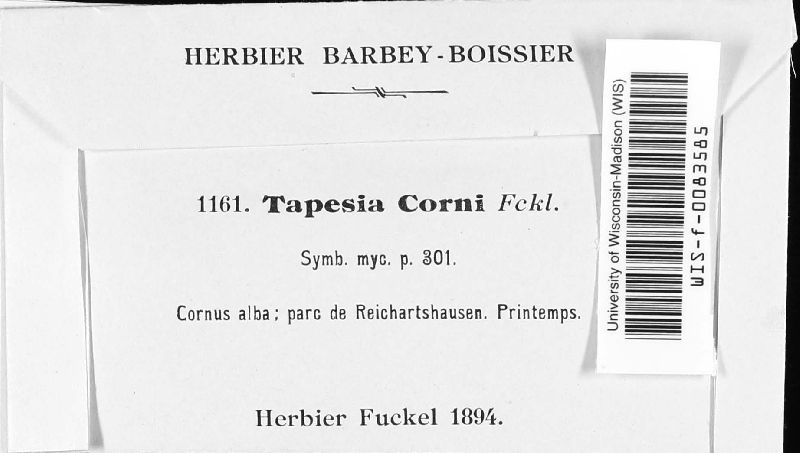 HERBIER BARBEY-BOISSIER
1161. Tapesia Corni Fckl.
Symb. myc. p. 301.
Cornus alba; parc de Reichartshausen. Printemps.
Herbier Fuckel 1894.
University of Wisconsin-Madison (WIS)
WIS-f-0083585